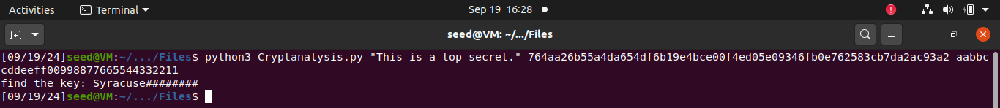 Activities Terminal Sep 19 16:28
seed@VM: ~/.../Files
[09/19/24]seed@VM:~/.../Files$ python3 Cryptanalysis.py "This is a top secret." 764aa26b55a4da654df6b19e4bce00f4ed05e09346fb0e762583cb7da2ac93a2 aabbc
cddeeff00998877665544332211
find the key: Syracuse########
[09/19/24]seed@VM:~/.../Files$